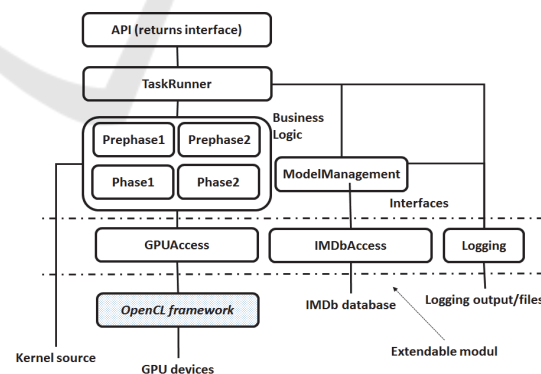 API (returns interface)
TaskRunner
Business
Logic
Prephase1
Prephase2
Phase1
Phase2
ModelManagement
Interfaces
GPUAccess
IMDbAccess
Logging
OpenCL framework
IMDb database
Logging output/files
Kernel source
Extendable modul
GPU devices